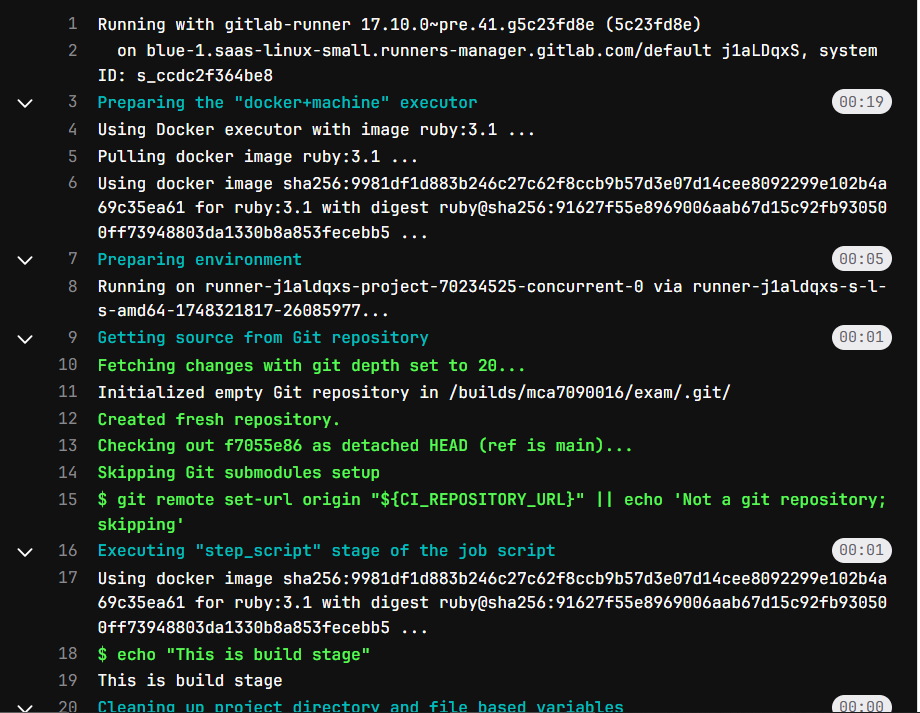 1 Running with gitlab-runner 17.10.0~pre.41.g5c23fd8e (5c23fd8e)
2 on blue-1.saas-linux-small.runners-manager.gitlab.com/default j1aLDqxS, system
ID: s_ccdc2f364be8
3 Preparing the "docker+machine" executor 00:19
4 Using Docker executor with image ruby:3.1 ...
5 Pulling docker image ruby:3.1 ...
6 Using docker image sha256:9981df1d883b246c27c62f8ccb9b57d3e07d14cee8092299e102b4a
69c35ea61 for ruby:3.1 with digest ruby@sha256:91627f55e8969006aab67d15c92fb93050
0ff73948803da1330b8a853fecebb5 ...
7 Preparing environment 00:05
8 Running on runner-j1aldqxs-project-70234525-concurrent-0 via runner-j1aldqxs-s-l-
s-amd64-1748321817-26085977...
9 Getting source from Git repository 00:01
10 Fetching changes with git depth set to 20...
11 Initialized empty Git repository in /builds/mca7090016/exam/.git/
12 Created fresh repository.
13 Checking out f7055e86 as detached HEAD (ref is main)...
14 Skipping Git submodules setup
15 $ git remote set-url origin "${CI_REPOSITORY_URL}" || echo 'Not a git repository;
skipping'
16 Executing "step_script" stage of the job script 00:01
17 Using docker image sha256:9981df1d883b246c27c62f8ccb9b57d3e07d14cee8092299e102b4a
69c35ea61 for ruby:3.1 with digest ruby@sha256:91627f55e8969006aab67d15c92fb93050
0ff73948803da1330b8a853fecebb5 ...
18 $ echo "This is build stage"
19 This is build stage
20 Cleaning up project directory and file based variables 00:00